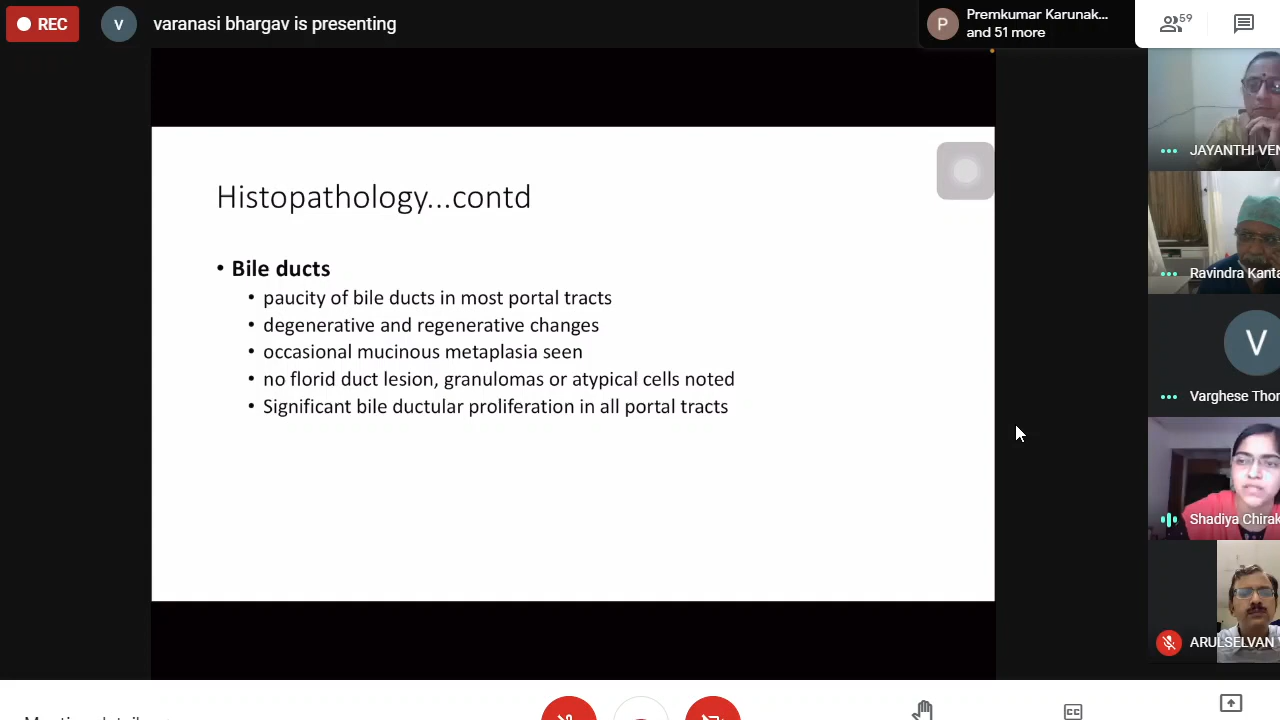 REC
V
varanasi bhargav is presenting
P
Premkumar Karunak...
and 51 more
59
Histopathology...contd
• Bile ducts
• paucity of bile ducts in most portal tracts
• degenerative and regenerative changes
• occasional mucinous metaplasia seen
• no florid duct lesion, granulomas or atypical cells noted
• Significant bile ductular proliferation in all portal tracts
JAYANTHI VEN
Ravindra Kanta
V
Varghese Thor
Shadiya Chirak
ARULSELVAN V
CC